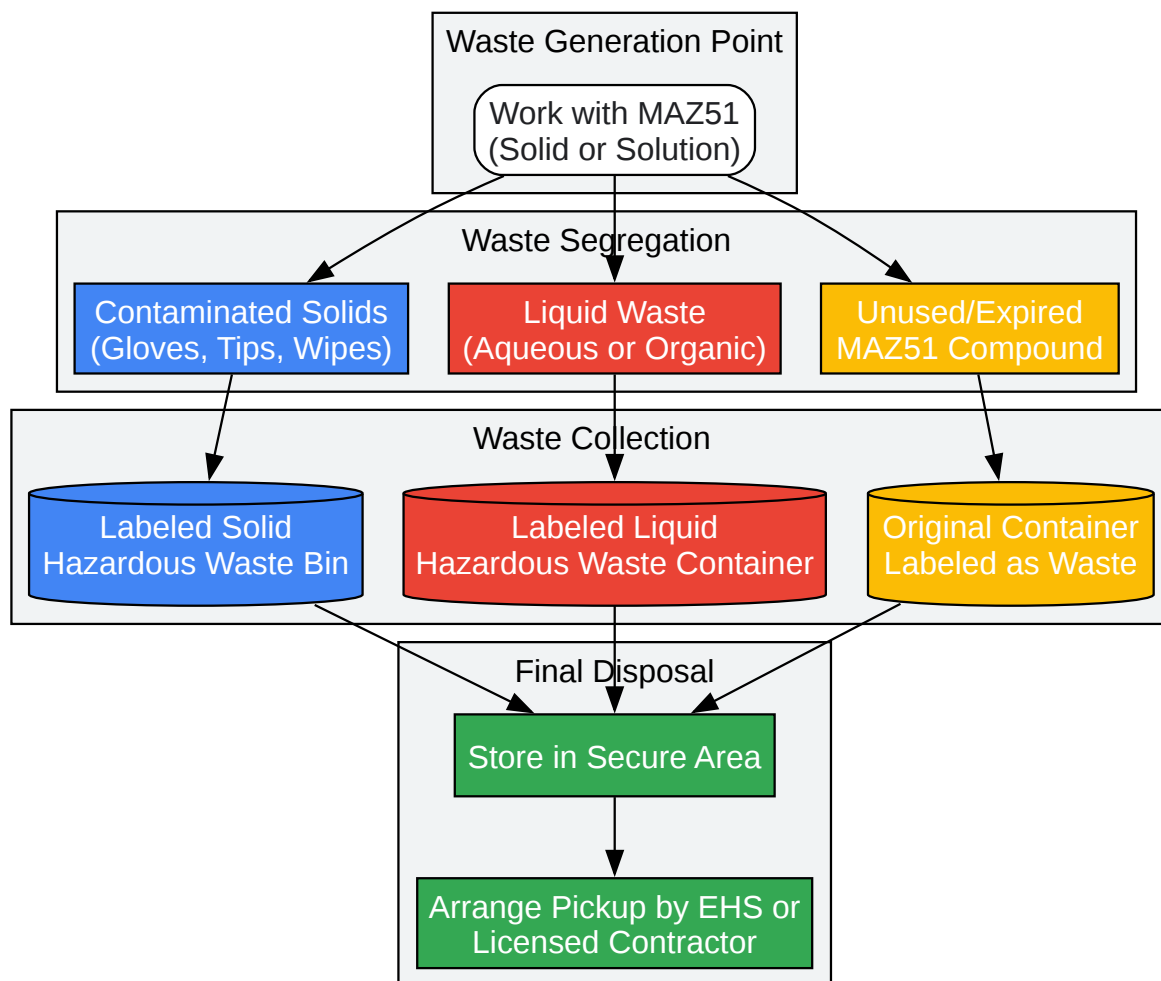 Waste Generation Point
Work with MAZ51
(Solid or Solution)
Waste Segregation
Contaminated Solids
(Gloves, Tips, Wipes)
Liquid Waste
(Aqueous or Organic)
Unused/Expired
MAZ51 Compound
Waste Collection
Labeled Solid
Hazardous Waste Bin
Labeled Liquid
Hazardous Waste Container
Original Container
Labeled as Waste
Final Disposal
Store in Secure Area
Arrange Pickup by EHS or
Licensed Contractor